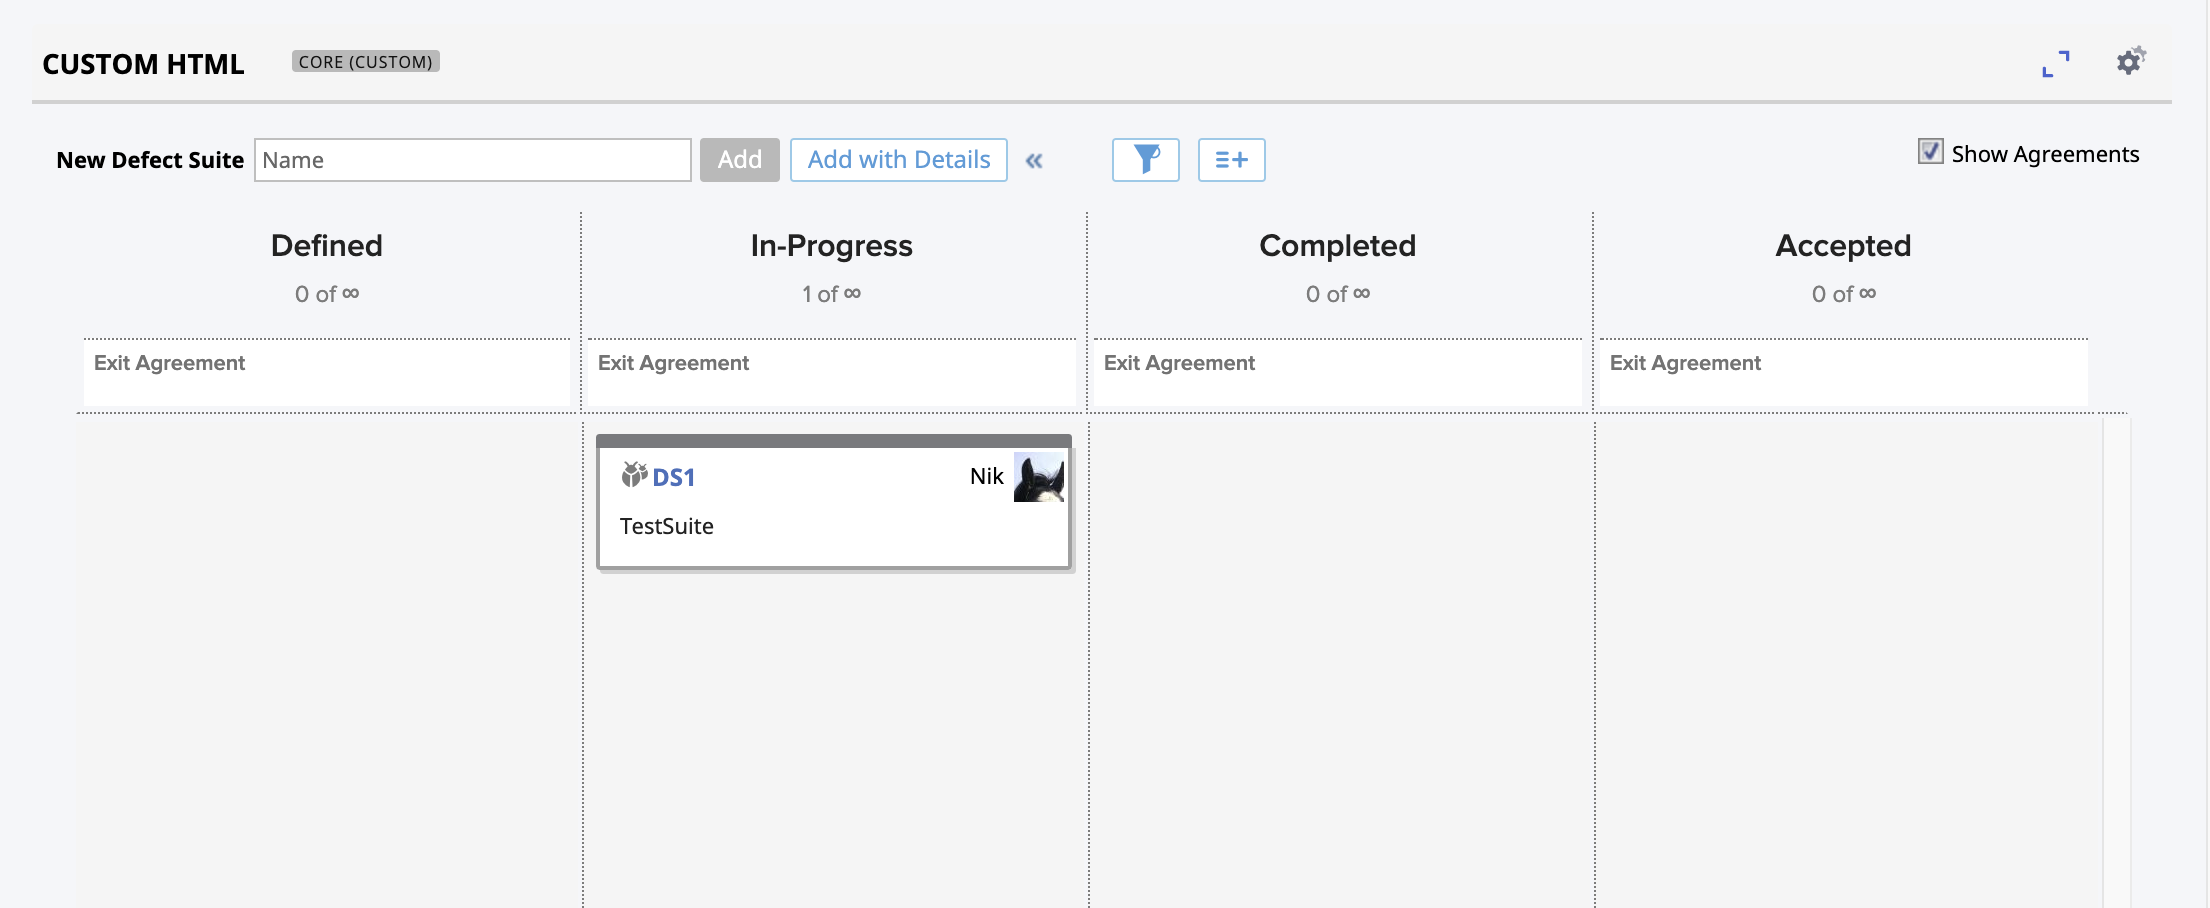 CUSTOM HTML CORE (CUSTOM)
New Defect Suite Name Add Add with Details « Show Agreements
Defined In-Progress Completed Accepted
0 of ∞ 1 of ∞ 0 of ∞ 0 of ∞
Exit Agreement Exit Agreement Exit Agreement Exit Agreement
DS1 Nik
TestSuite